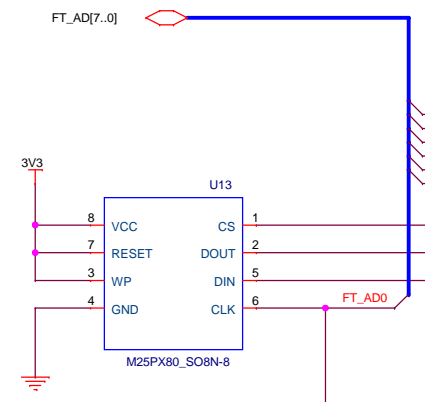 FT_AD[7..0]
3V3
U13
8 VCC CS 1
7 RESET DOUT 2
3 WP DIN 5
4 GND CLK 6
FT_AD0
M25PX80_SO8N-8